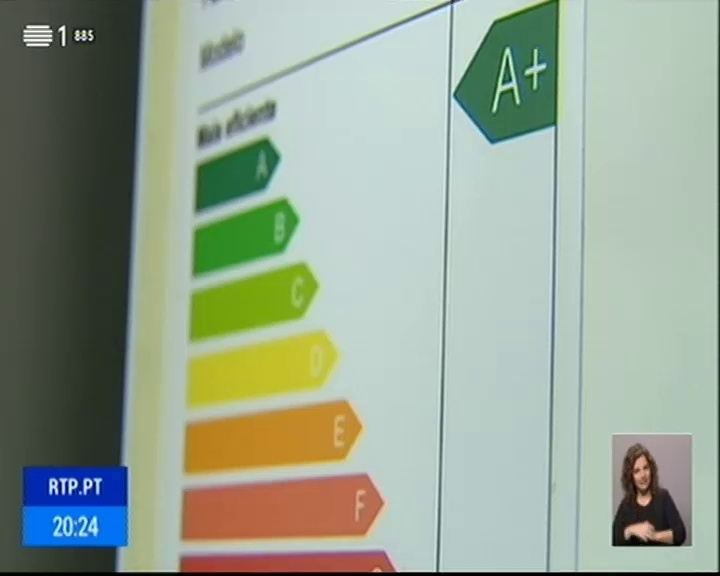 1 885
Modelo
A+
Mais eficiente
A
B
C
D
E
F
RTP.PT
20:24